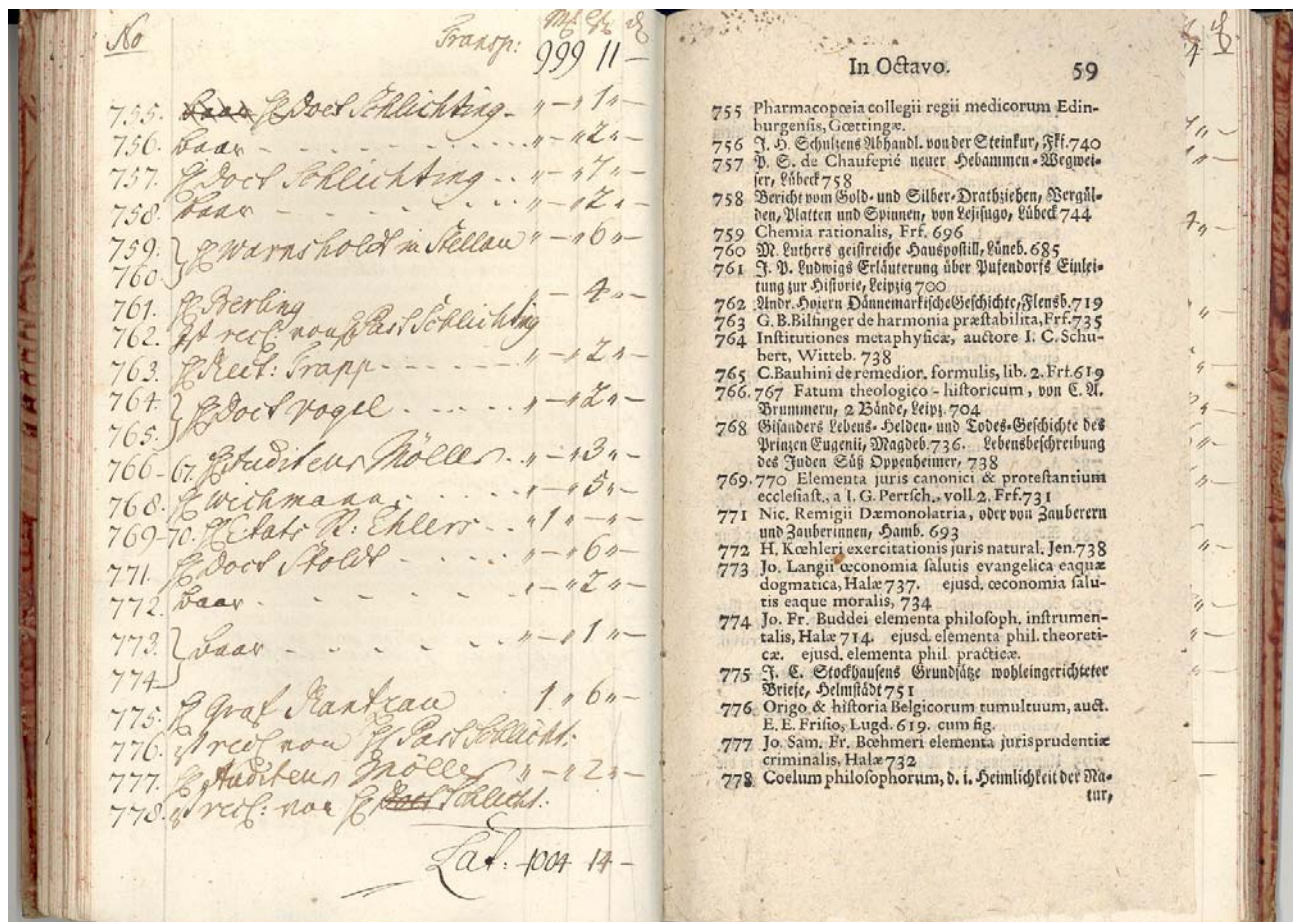 No Transp: 999 11 —
755. Baar H Doct Schlichting - " — " 1 " —
756. Baar - - - - - " — " 2 " —
757. H Doct Schlichting - - " — " 7 " —
758. Baar - - - - - " — " 2 " —
759. H Warnsholdt in Stellau " — " 6 " —
760.
761. H Berling " — 4 " —
762. Ist recl von H Past Schlichting
763. H Rect: Trapp - - - - " — " 2 " —
764. H Doct Vogel - - - - " — " 2 " —
765.
766-67. H Auditeur Möller - - " — " 3 " —
768. H Wichmann - - - - " — " 5 " —
769-70. H Etats R: Ehlers - - " 1 " — " —
771. H Doct Stoldt - - - - " — " 6 " —
772. Baar - - - - - " — " 2 " —
773. Baar - - - - - " — " 1 " —
774
775. H Graf Rantzau 1 " 6 " —
776. ist recl von H Past Schlicht:
777. H Auditeur Möller " — " 2 " —
778. ist recl: von H Doct Schlicht:
Lat: 1004 14 —
In Octavo. 59
755 Pharmacopœia collegii regii medicorum Edin-
burgensis, Gœttingæ.
756 J. H. Schulzens Abhandl. von der Steinkur, Fkf. 740
757 P. S. de Chaufepié neuer Hebammen-Wegwei-
ser, Lübeck 758
758 Bericht vom Gold- und Silber-Drathziehen, Vergül-
den, Platten und Spinnen, von Lejisugo, Lübeck 744
759 Chemia rationalis, Frf. 696
760 M. Luthers geistreiche Hauspostill, Lüneb. 685
761 J. P. Ludwigs Erläuterung über Pufendorfs Einlei-
tung zur Historie, Leipzig 700
762 Andr. Hojern Dännemarkische Geschichte, Flensb. 719
763 G. B. Bilfinger de harmonia præstabilita, Frf. 735
764 Institutiones metaphysicæ, auctore I. C. Schu-
bert, Witteb. 738
765 C. Bauhini de remedior. formulis, lib. 2. Frf. 619
766. 767 Fatum theologico-historicum, von C. A.
Brummern, 2 Bände, Leipz. 704
768 Gisanders Lebens- Helden- und Todes-Geschichte des
Prinzen Eugenii, Magdeb. 736. Lebensbeschreibung
des Juden Süß Oppenheimer, 738
769. 770 Elementa juris canonici & protestantium
ecclesiast., a I. G. Pertsch., voll. 2. Frf. 731
771 Nic. Remigii Dæmonolatria, oder von Zauberern
und Zauberinnen, Hamb. 693
772 H. Kœhleri exercitationis juris natural. Jen. 738
773 Jo. Langii œconomia salutis evangelica eaquæ
dogmatica, Halæ 737. ejusd. œconomia salu-
tis eaque moralis, 734
774 Jo. Fr. Buddei elementa philosoph. instrumen-
talis, Halæ 714. ejusd. elementa phil. theoreti-
cæ. ejusd. elementa phil. practicæ.
775 J. C. Stockhausens Grundsätze wohleingerichteter
Briefe, Helmstädt 751
776 Origo & historia Belgicorum tumultuum, auct.
E. E. Frisio, Lugd. 619. cum fig.
777 Jo. Sam. Fr. Bœhmeri elementa jurisprudentiæ
criminalis, Halæ 732
778 Coelum philosophorum, d. i. Heimlichkeit der Na-
tur,